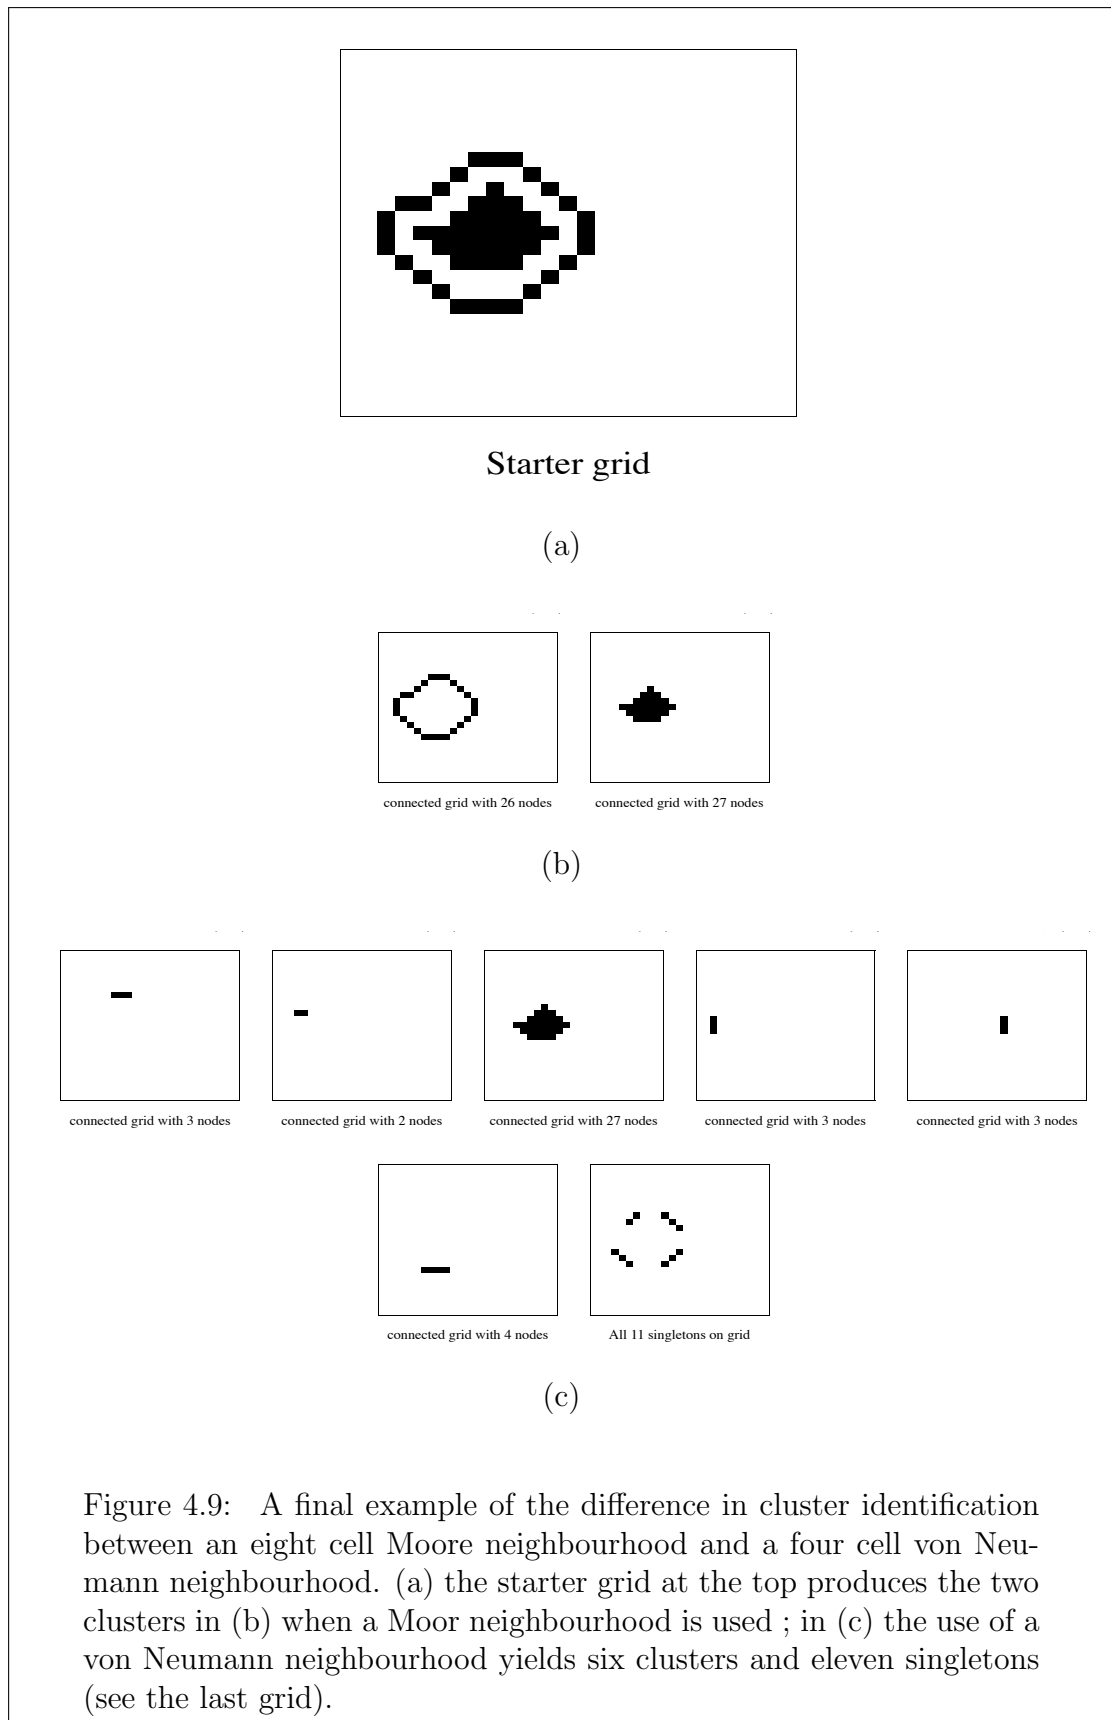 Starter grid
(a)
connected grid with 26 nodes
connected grid with 27 nodes
(b)
connected grid with 3 nodes
connected grid with 2 nodes
connected grid with 27 nodes
connected grid with 3 nodes
connected grid with 3 nodes
connected grid with 4 nodes
All 11 singletons on grid
(c)
Figure 4.9: A final example of the difference in cluster identification
between an eight cell Moore neighbourhood and a four cell von Neu-
mann neighbourhood. (a) the starter grid at the top produces the two
clusters in (b) when a Moor neighbourhood is used ; in (c) the use of a
von Neumann neighbourhood yields six clusters and eleven singletons
(see the last grid).